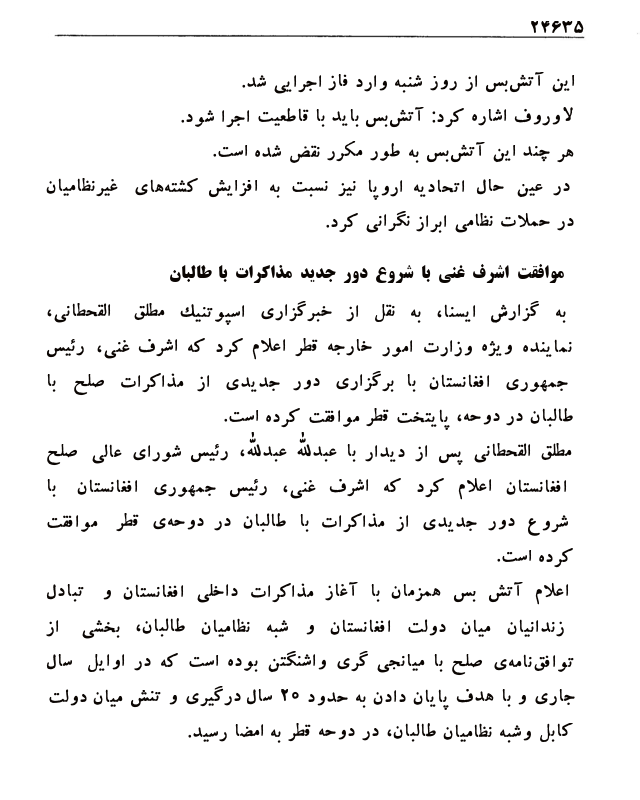 ۲۴۶۳۵
این آتش‌بس از روز شنبه وارد فاز اجرایی شد.
لاوروف اشاره کرد: آتش‌بس باید با قاطعیت اجرا شود.
هر چند این آتش‌بس به طور مکرر نقض شده است.
در عین حال اتحادیه اروپا نیز نسبت به افزایش کشته‌های غیرنظامیان
در حملات نظامی ابراز نگرانی کرد.
موافقت اشرف غنی با شروع دور جدید مذاکرات با طالبان
به گزارش ایسنا، به نقل از خبرگزاری اسپوتنیك مطلق القحطانی،
نماینده ویژه وزارت امور خارجه قطر اعلام کرد که اشرف غنی، رئیس
جمهوری افغانستان با برگزاری دور جدیدی از مذاکرات صلح با
طالبان در دوحه، پایتخت قطر موافقت کرده است.
مطلق القحطانی پس از دیدار با عبدالله عبدالله، رئیس شورای عالی صلح
افغانستان اعلام کرد که اشرف غنی، رئیس جمهوری افغانستان با
شروع دور جدیدی از مذاکرات با طالبان در دوحه‌ی قطر موافقت
کرده است.
اعلام آتش بس همزمان با آغاز مذاکرات داخلی افغانستان و تبادل
زندانیان میان دولت افغانستان و شبه نظامیان طالبان، بخشی از
توافق‌نامه‌ی صلح با میانجی گری واشنگتن بوده است که در اوایل سال
جاری و با هدف پایان دادن به حدود ۲۰ سال درگیری و تنش میان دولت
کابل وشبه نظامیان طالبان، در دوحه قطر به امضا رسید.